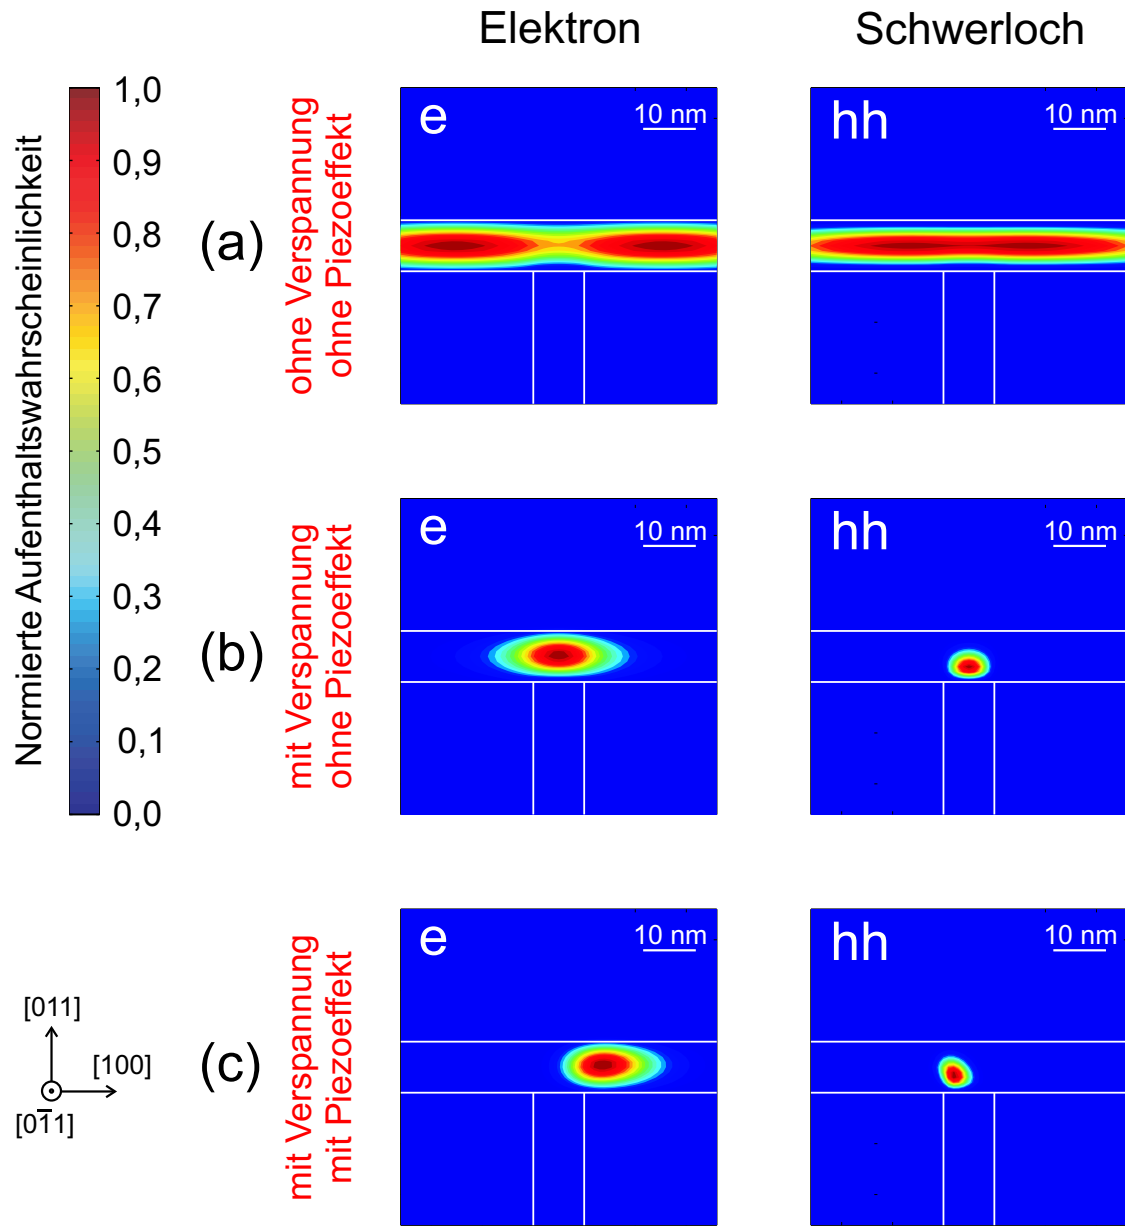 Elektron
Schwerloch
Normierte Aufenthaltswahrscheinlichkeit
1,0
0,9
0,8
0,7
0,6
0,5
0,4
0,3
0,2
0,1
0,0
(a)
ohne Verspannung
ohne Piezoeffekt
e
10 nm
hh
10 nm
(b)
mit Verspannung
ohne Piezoeffekt
e
10 nm
hh
10 nm
[011]
[100]
[01̅1]
(c)
mit Verspannung
mit Piezoeffekt
e
10 nm
hh
10 nm